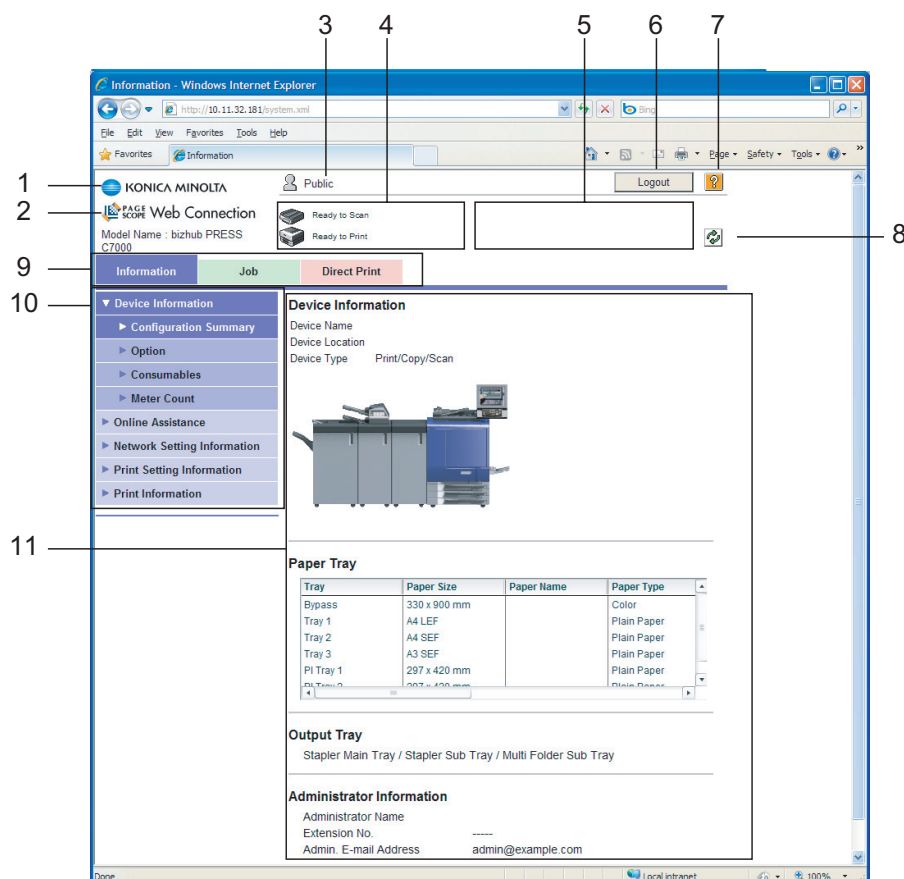 3 4 5 6 7
Information - Windows Internet Explorer
http://10.11.32.181/system.xml
Bing
File Edit View Favorites Tools Help
Favorites Information Page Safety Tools
1 KONICA MINOLTA Public Logout ?
2 PAGE SCOPE Web Connection Ready to Scan
Model Name : bizhub PRESS C7000 Ready to Print 8
9 Information Job Direct Print
10 Device Information
Configuration Summary
Option
Consumables
Meter Count
Online Assistance
Network Setting Information
Print Setting Information
Print Information
11
Device Information
Device Name
Device Location
Device Type Print/Copy/Scan
Paper Tray
Tray Paper Size Paper Name Paper Type
Bypass 330 x 900 mm Color
Tray 1 A4 LEF Plain Paper
Tray 2 A4 SEF Plain Paper
Tray 3 A3 SEF Plain Paper
PI Tray 1 297 x 420 mm Plain Paper
PI Tray 2 297 x 420 mm Plain Paper
Output Tray
Stapler Main Tray / Stapler Sub Tray / Multi Folder Sub Tray
Administrator Information
Administrator Name
Extension No. -----
Admin. E-mail Address admin@example.com
Done Local intranet 100%